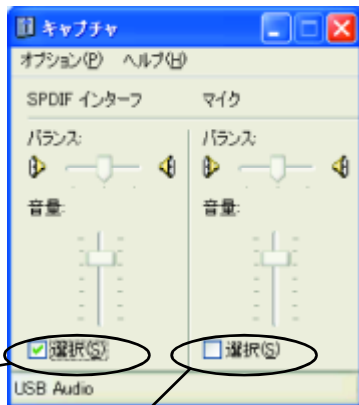 キャプチャ
オプション(P) ヘルプ(H)
SPDIF インターフ マイク
バランス: バランス:
音量: 音量:
選択(S) 選択(S)
USB Audio